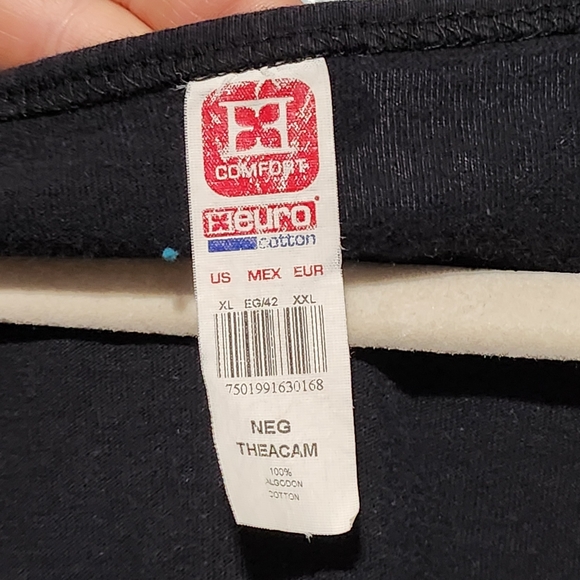 COMFORT
euro
cotton
US MEX EUR
XL EG/42 XXL
7501991630168
NEG
THEACAM
100%
ALGODON
COTTON